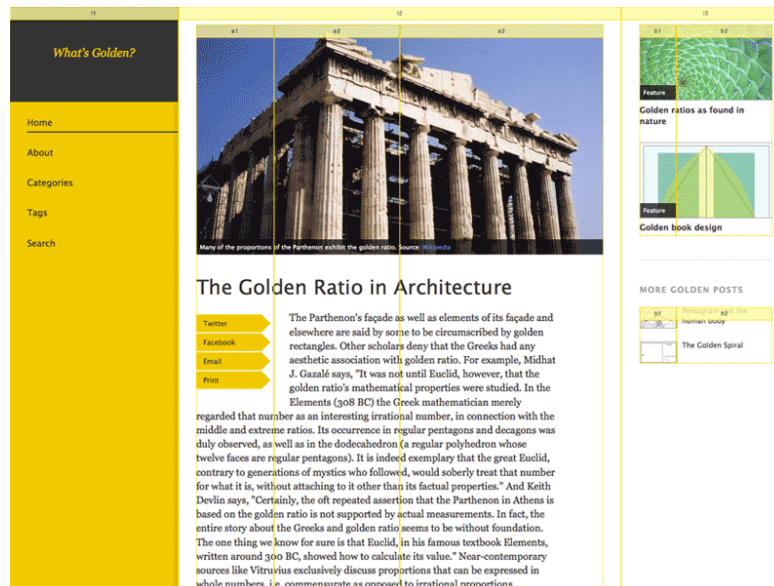 l1
l2
l3
What's Golden?
Home
About
Categories
Tags
Search
a1
a2
a3
Many of the proportions of the Parthenon exhibit the golden ratio. Source: Wikipedia
The Golden Ratio in Architecture
Twitter
Facebook
Email
Print
The Parthenon's façade as well as elements of its façade and
elsewhere are said by some to be circumscribed by golden
rectangles. Other scholars deny that the Greeks had any
aesthetic association with golden ratio. For example, Midhat
J. Gazalé says, "It was not until Euclid, however, that the
golden ratio's mathematical properties were studied. In the
Elements (308 BC) the Greek mathematician merely
regarded that number as an interesting irrational number, in connection with the
middle and extreme ratios. Its occurrence in regular pentagons and decagons was
duly observed, as well as in the dodecahedron (a regular polyhedron whose
twelve faces are regular pentagons). It is indeed exemplary that the great Euclid,
contrary to generations of mystics who followed, would soberly treat that number
for what it is, without attaching to it other than its factual properties." And Keith
Devlin says, "Certainly, the oft repeated assertion that the Parthenon in Athens is
based on the golden ratio is not supported by actual measurements. In fact, the
entire story about the Greeks and golden ratio seems to be without foundation.
The one thing we know for sure is that Euclid, in his famous textbook Elements,
written around 300 BC, showed how to calculate its value." Near-contemporary
sources like Vitruvius exclusively discuss proportions that can be expressed in
whole numbers, i.e. commensurate as opposed to irrational proportions.
b1
b2
Feature
Golden ratios as found in
nature
Feature
Golden book design
MORE GOLDEN POSTS
b1
b2
Pentagram and the
human body
The Golden Spiral